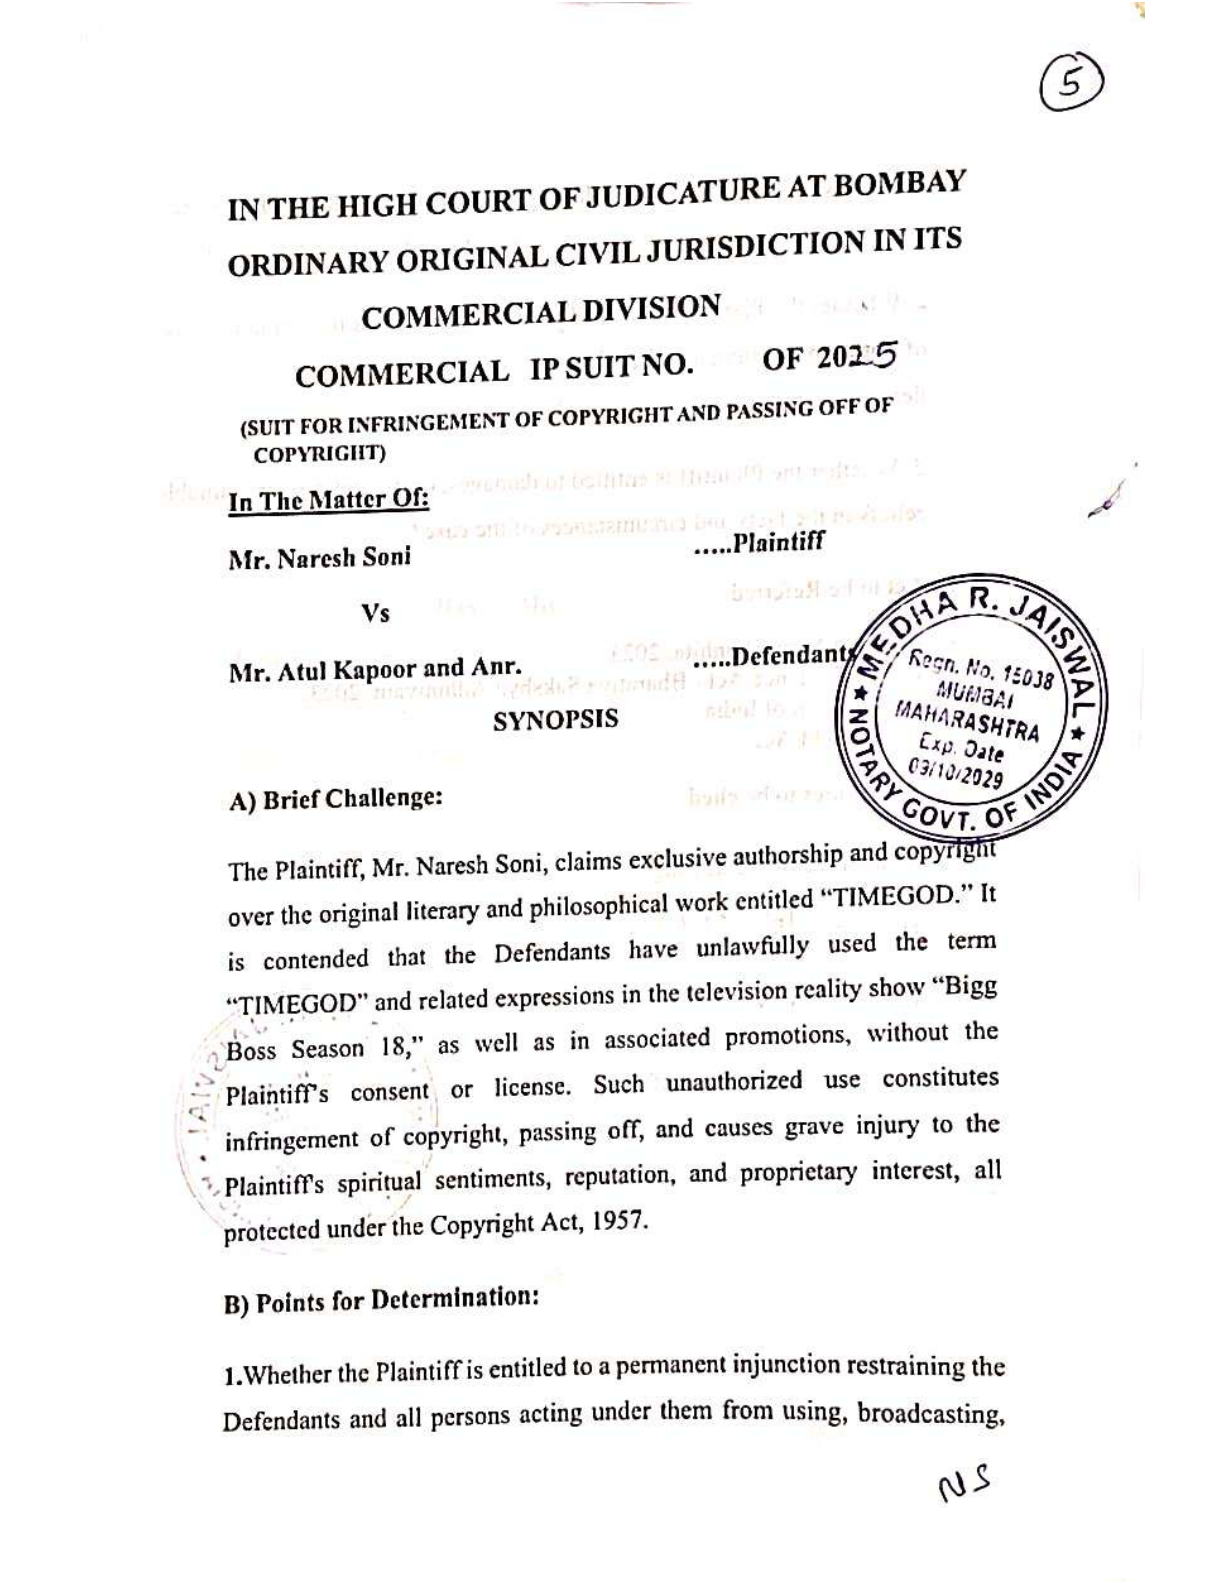 5
IN THE HIGH COURT OF JUDICATURE AT BOMBAY
ORDINARY ORIGINAL CIVIL JURISDICTION IN ITS
COMMERCIAL DIVISION
COMMERCIAL IP SUIT NO. OF 2025
(SUIT FOR INFRINGEMENT OF COPYRIGHT AND PASSING OFF OF
COPYRIGHT)
In The Matter Of:
Mr. Naresh Soni .....Plaintiff
Vs
Mr. Atul Kapoor and Anr. .....Defendants
MEDHA R. JAISWAL
NOTARY GOVT. OF INDIA
Regn. No. 15038
MUMBAI
MAHARASHTRA
Exp. Date
03/10/2029
SYNOPSIS
A) Brief Challenge:
The Plaintiff, Mr. Naresh Soni, claims exclusive authorship and copyright
over the original literary and philosophical work entitled “TIMEGOD.” It
is contended that the Defendants have unlawfully used the term
“TIMEGOD” and related expressions in the television reality show “Bigg
Boss Season 18,” as well as in associated promotions, without the
Plaintiff's consent or license. Such unauthorized use constitutes
infringement of copyright, passing off, and causes grave injury to the
Plaintiff's spiritual sentiments, reputation, and proprietary interest, all
protected under the Copyright Act, 1957.
B) Points for Determination:
1.Whether the Plaintiff is entitled to a permanent injunction restraining the
Defendants and all persons acting under them from using, broadcasting,
NS